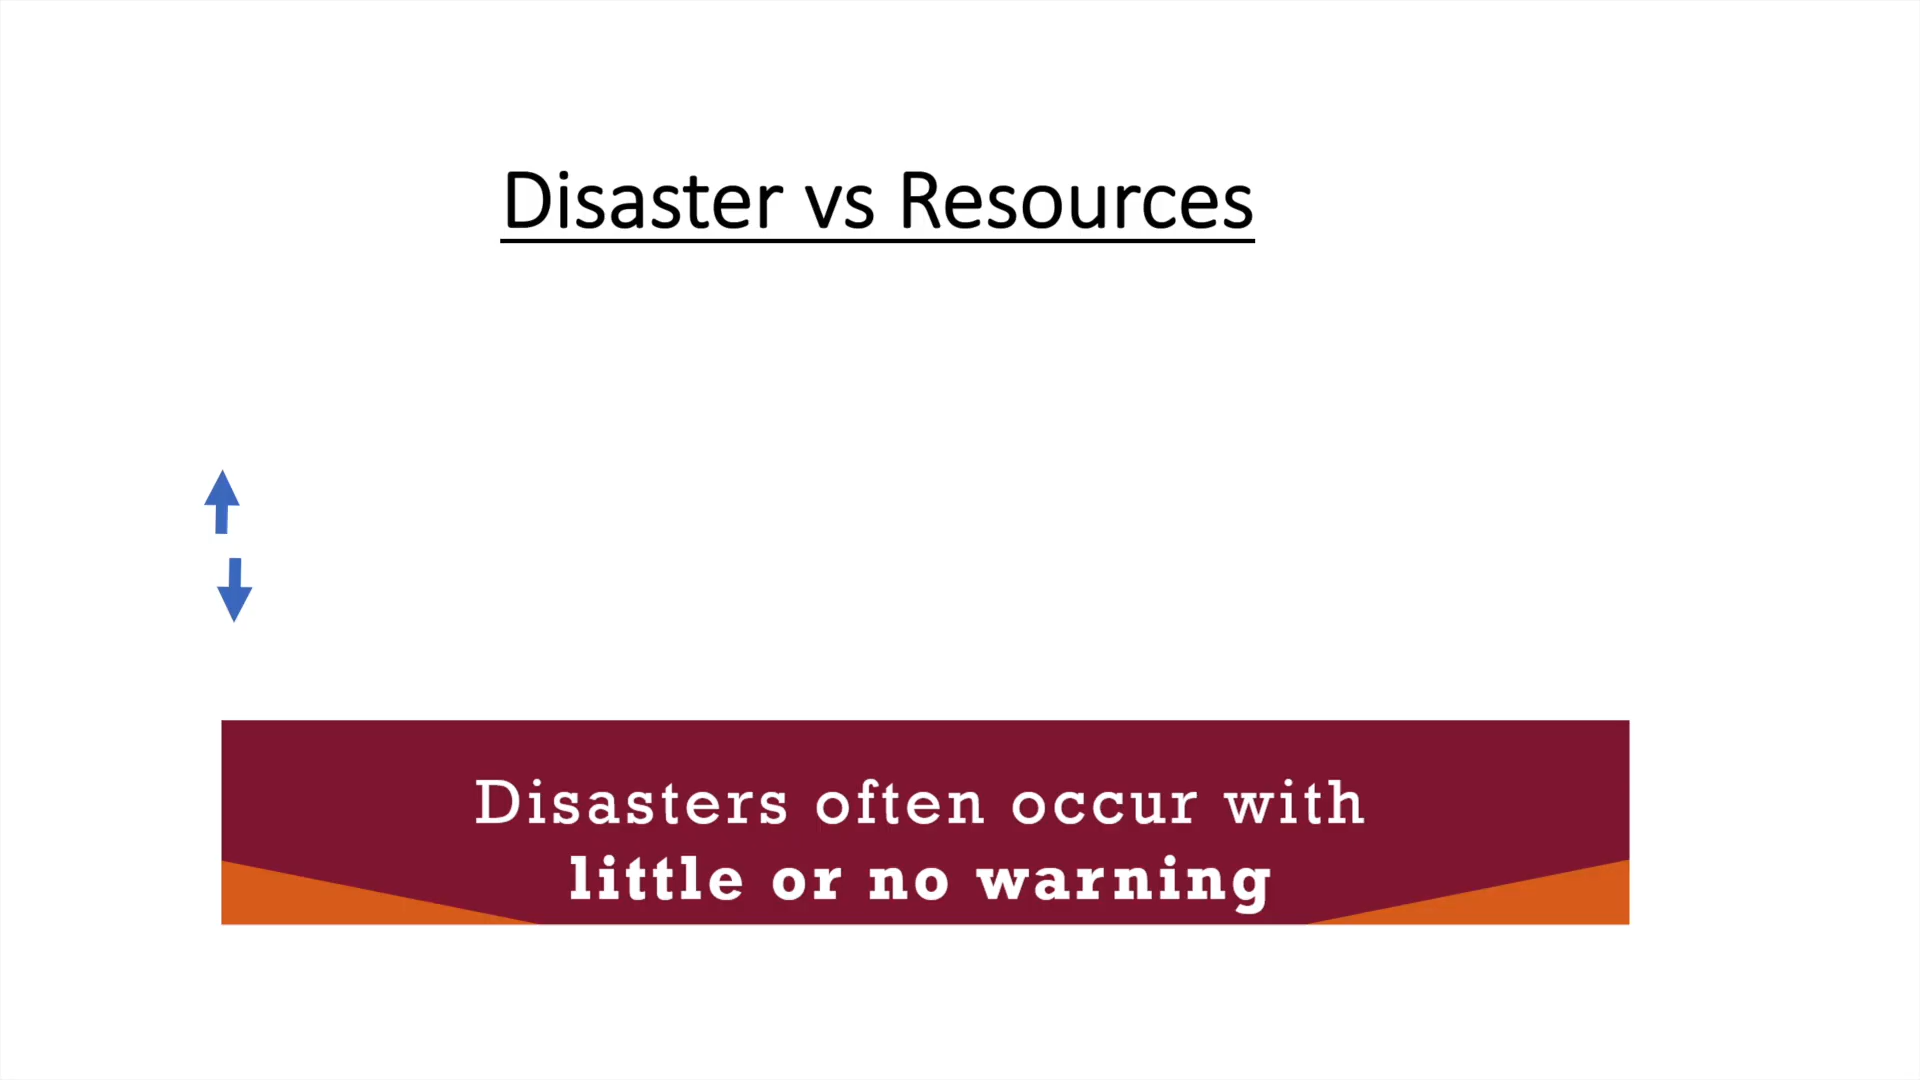 Disaster vs Resources
Disasters often occur with
little or no warning